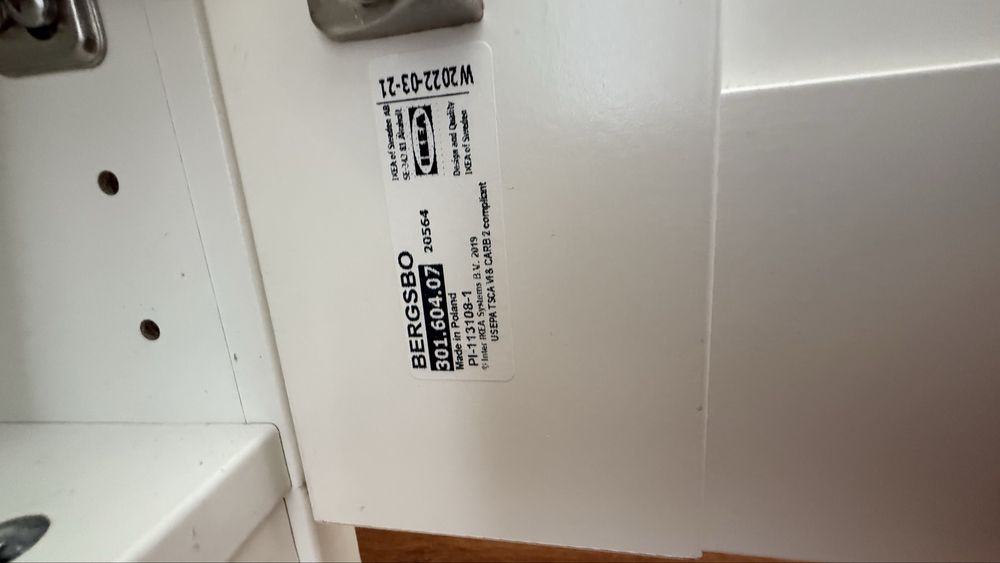 BERGSBO
301.604.07 20564
Made in Poland
PI-113108-1
© Inter IKEA Systems B.V. 2019
USEPA TSCA VI & CARB 2 compliant
IKEA of Sweden AB
SE-343 81 Älmhult
IKEA
Design and Quality
IKEA of Sweden
W2022-03-21